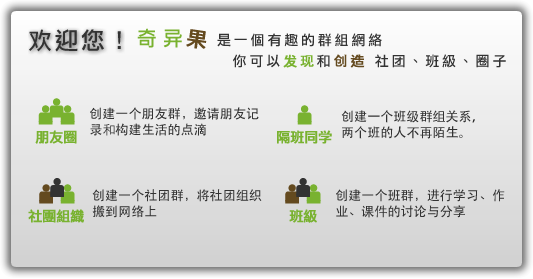 欢迎您！奇异果 是一個有趣的群組網絡
你可以发现和创造 社团、班級、圈子
朋友圈
创建一个朋友群，邀请朋友记
录和构建生活的点滴
隔班同学
创建一个班级群组关系，
两个班的人不再陌生。
社團組織
创建一个社团群，将社团组织
搬到网络上
班級
创建一个班群，进行学习、作
业、课件的讨论与分享